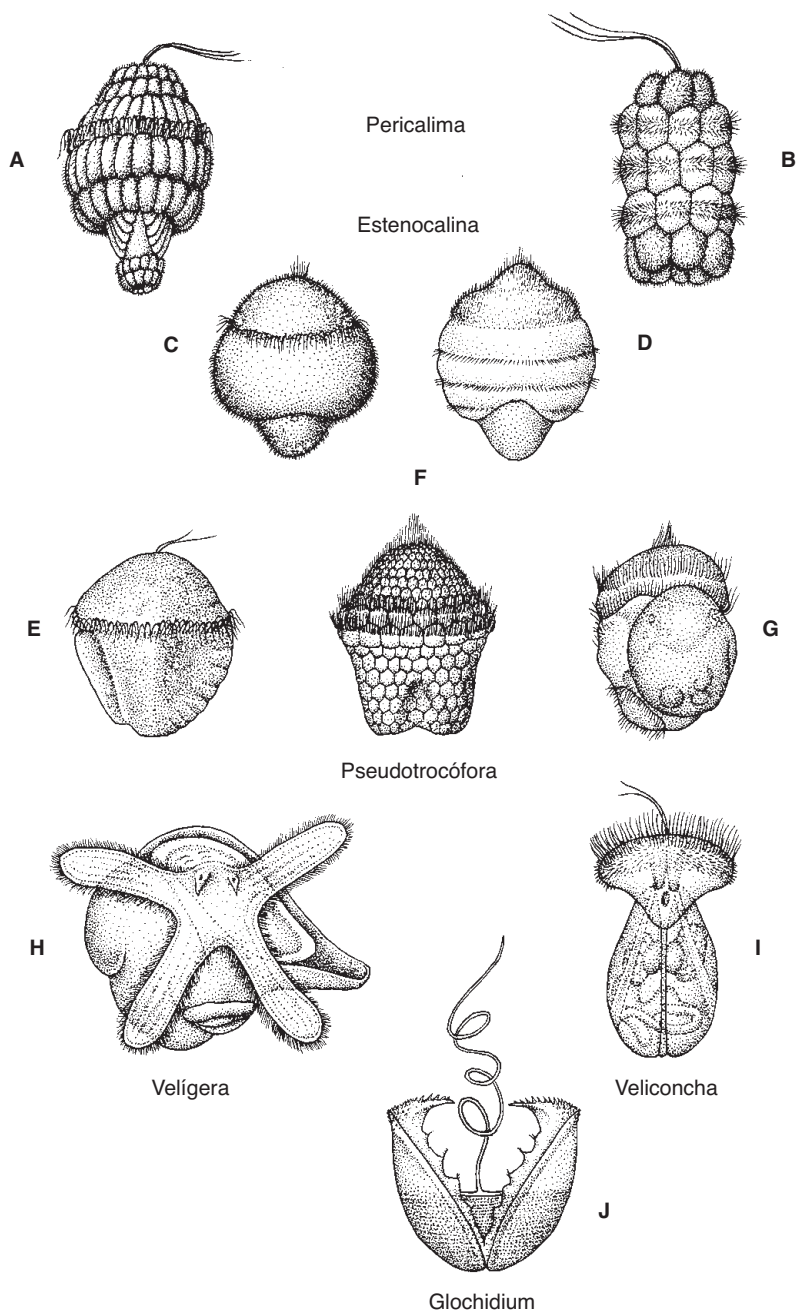 A
Pericalima
B
Estenocalina
C
D
F
E
G
Pseudotrocófora
H
I
Velígera
Veliconcha
J
Glochidium